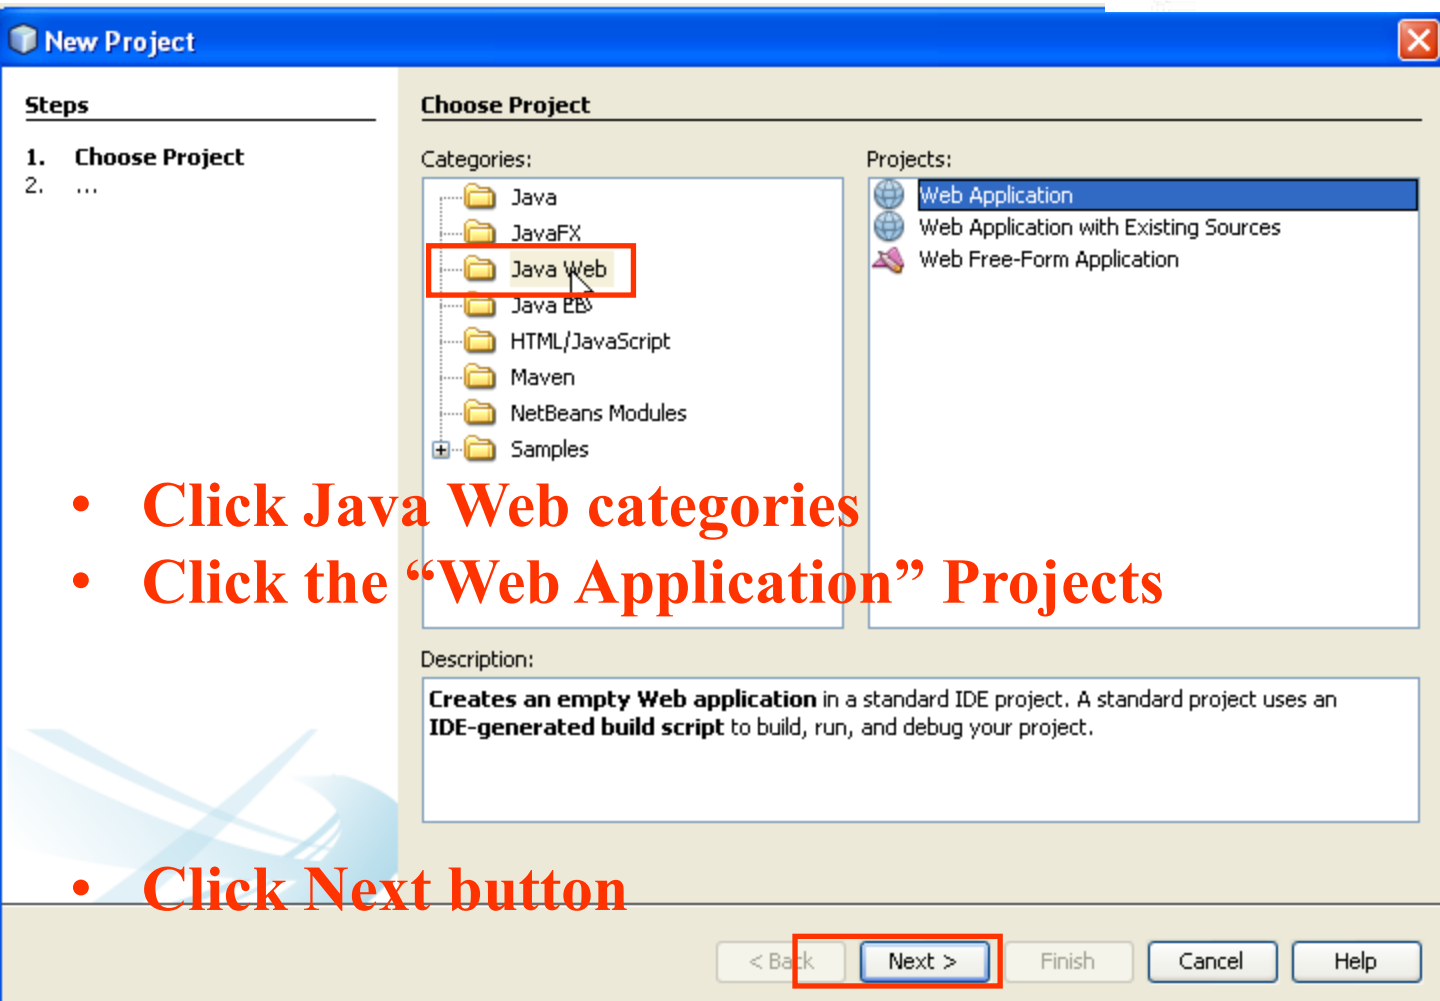 New Project
Steps
1. Choose Project
2. ...
Choose Project
Categories:
Java
JavaFX
Java Web
Java EE
HTML/JavaScript
Maven
NetBeans Modules
Samples
Projects:
Web Application
Web Application with Existing Sources
Web Free-Form Application
• Click Java Web categories
• Click the “Web Application” Projects
Description:
Creates an empty Web application in a standard IDE project. A standard project uses an
IDE-generated build script to build, run, and debug your project.
• Click Next button
< Back Next > Finish Cancel Help